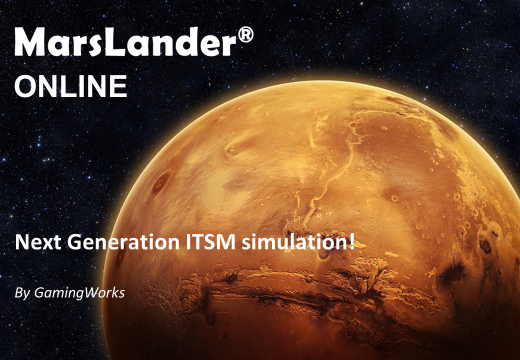 MarsLander®
ONLINE
Next Generation ITSM simulation!
By GamingWorks